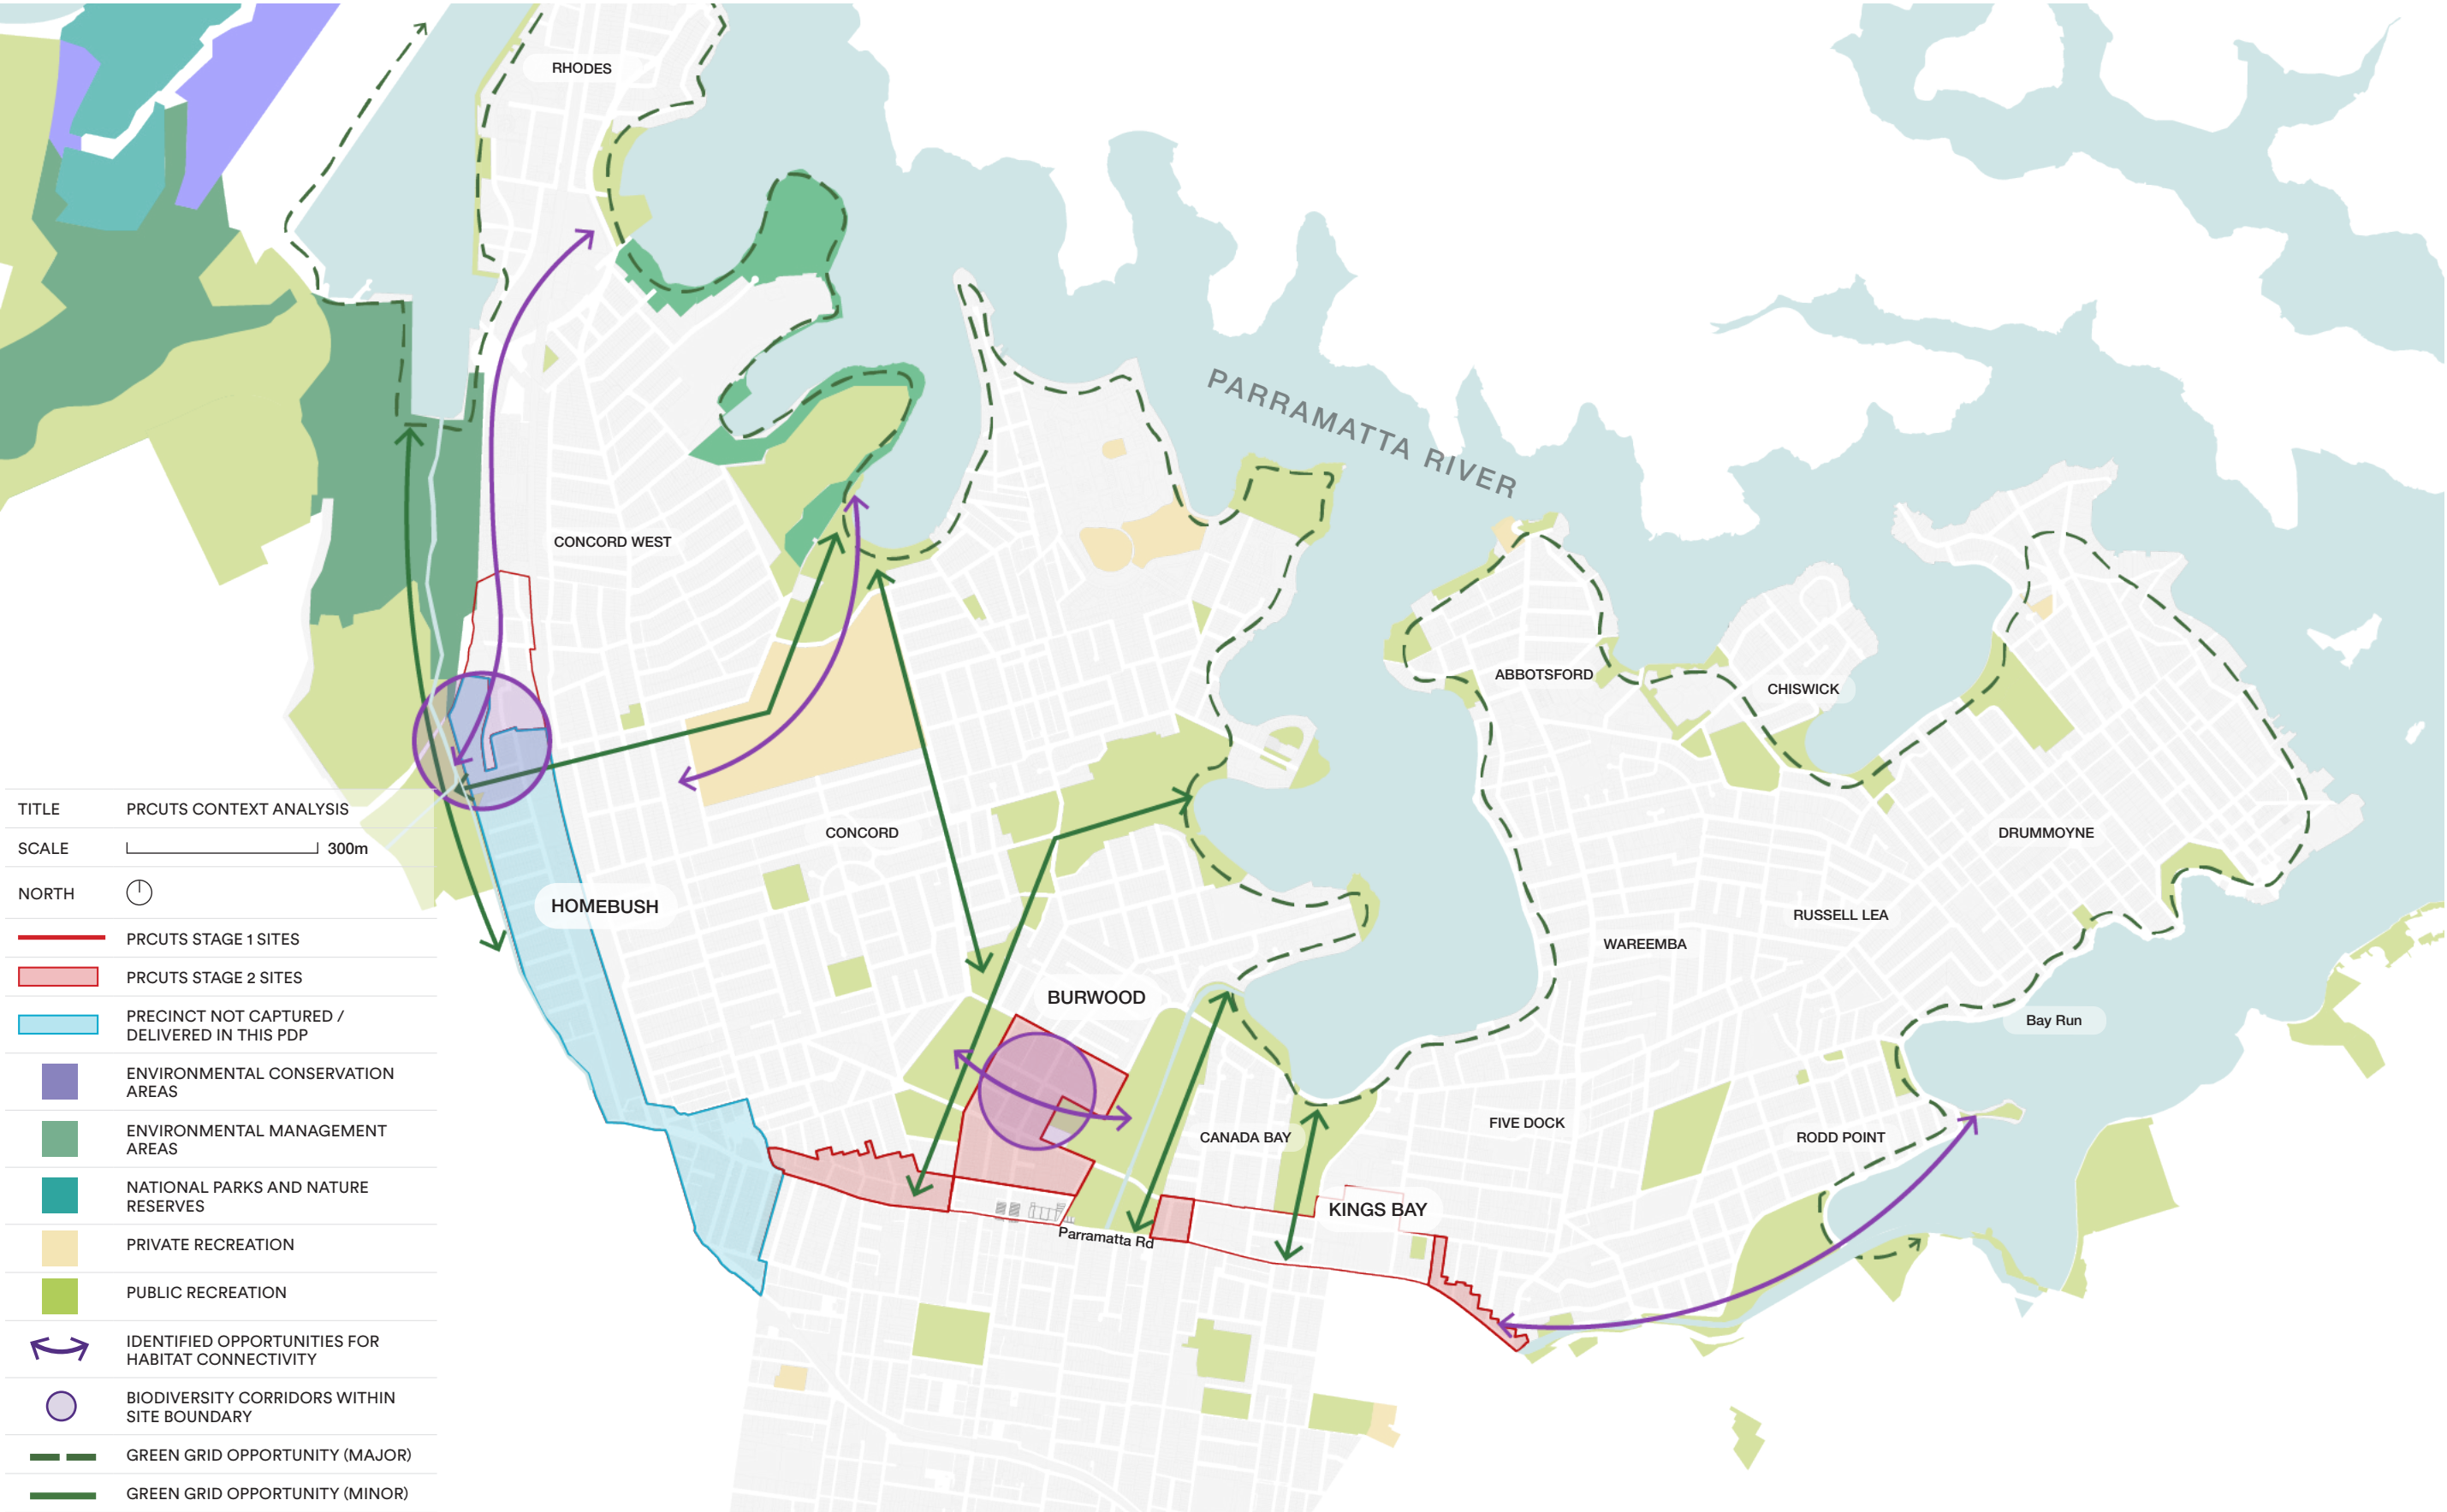 RHODES
PARRAMATTA RIVER
CONCORD WEST
ABBOTSFORD
CHISWICK
CONCORD
DRUMMOYNE
HOMEBUSH
RUSSELL LEA
WAREEMBA
BURWOOD
Bay Run
FIVE DOCK
CANADA BAY
RODD POINT
KINGS BAY
Parramatta Rd
TITLE PRCUTS CONTEXT ANALYSIS
SCALE 300m
NORTH
PRCUTS STAGE 1 SITES
PRCUTS STAGE 2 SITES
PRECINCT NOT CAPTURED /
DELIVERED IN THIS PDP
ENVIRONMENTAL CONSERVATION
AREAS
ENVIRONMENTAL MANAGEMENT
AREAS
NATIONAL PARKS AND NATURE
RESERVES
PRIVATE RECREATION
PUBLIC RECREATION
IDENTIFIED OPPORTUNITIES FOR
HABITAT CONNECTIVITY
BIODIVERSITY CORRIDORS WITHIN
SITE BOUNDARY
GREEN GRID OPPORTUNITY (MAJOR)
GREEN GRID OPPORTUNITY (MINOR)